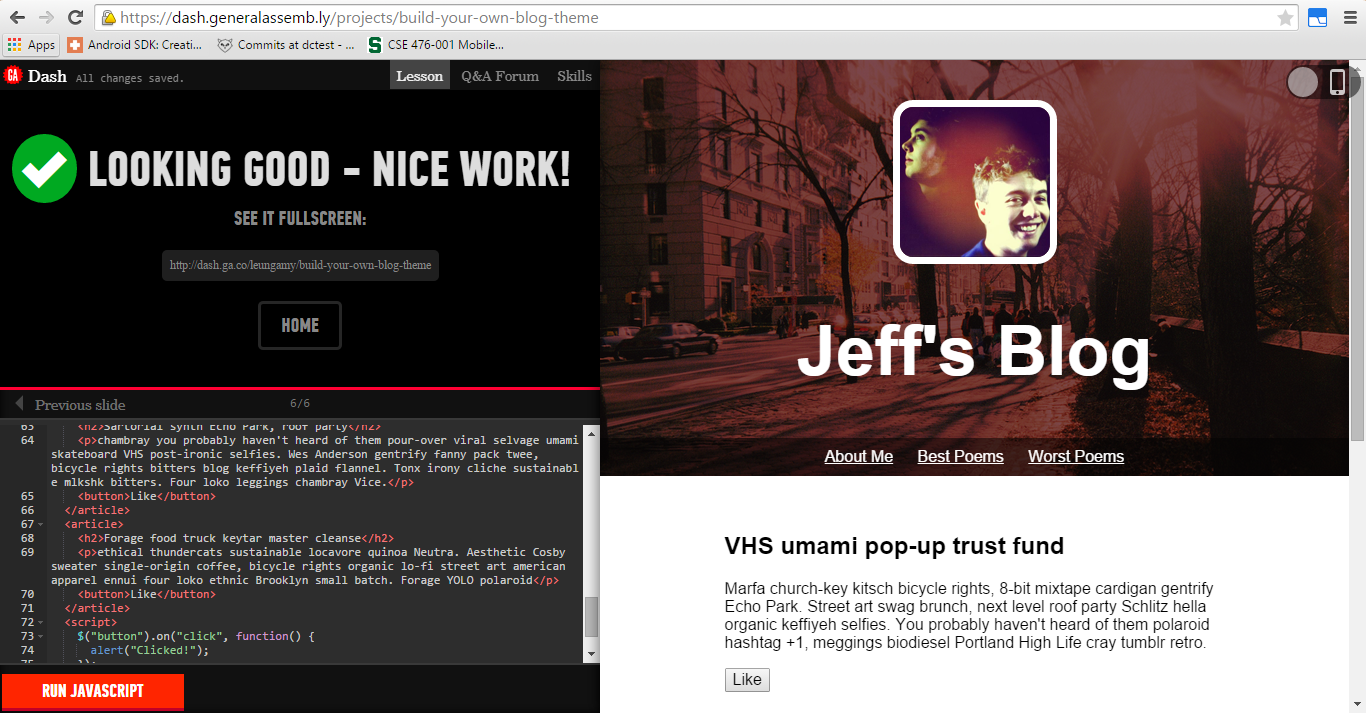 https://dash.generalassemb.ly/projects/build-your-own-blog-theme
Apps Android SDK: Creati... Commits at dctest - ... CSE 476-001 Mobile...
GA Dash All changes saved. Lesson Q&A Forum Skills
LOOKING GOOD - NICE WORK!
SEE IT FULLSCREEN:
http://dash.ga.co/leungamy/build-your-own-blog-theme
HOME
Previous slide 6/6
63 <h2>Sartorial synth Echo Park, roof party</h2>
64 <p>chambray you probably haven't heard of them pour-over viral selvage umami
skateboard VHS post-ironic selfies. Wes Anderson gentrify fanny pack twee,
bicycle rights bitters blog keffiyeh plaid flannel. Tonx irony cliche sustainabl
e mlkshk bitters. Four loko leggings chambray Vice.</p>
65 <button>Like</button>
66 </article>
67 <article>
68 <h2>Forage food truck keytar master cleanse</h2>
69 <p>ethical thundercats sustainable locavore quinoa Neutra. Aesthetic Cosby
sweater single-origin coffee, bicycle rights organic lo-fi street art american
apparel ennui four loko ethnic Brooklyn small batch. Forage YOLO polaroid</p>
70 <button>Like</button>
71 </article>
72 <script>
73 $("button").on("click", function() {
74 alert("Clicked!");
75 });
RUN JAVASCRIPT
Jeff's Blog
About Me Best Poems Worst Poems
VHS umami pop-up trust fund
Marfa church-key kitsch bicycle rights, 8-bit mixtape cardigan gentrify
Echo Park. Street art swag brunch, next level roof party Schlitz hella
organic keffiyeh selfies. You probably haven't heard of them polaroid
hashtag +1, meggings biodiesel Portland High Life cray tumblr retro.
Like